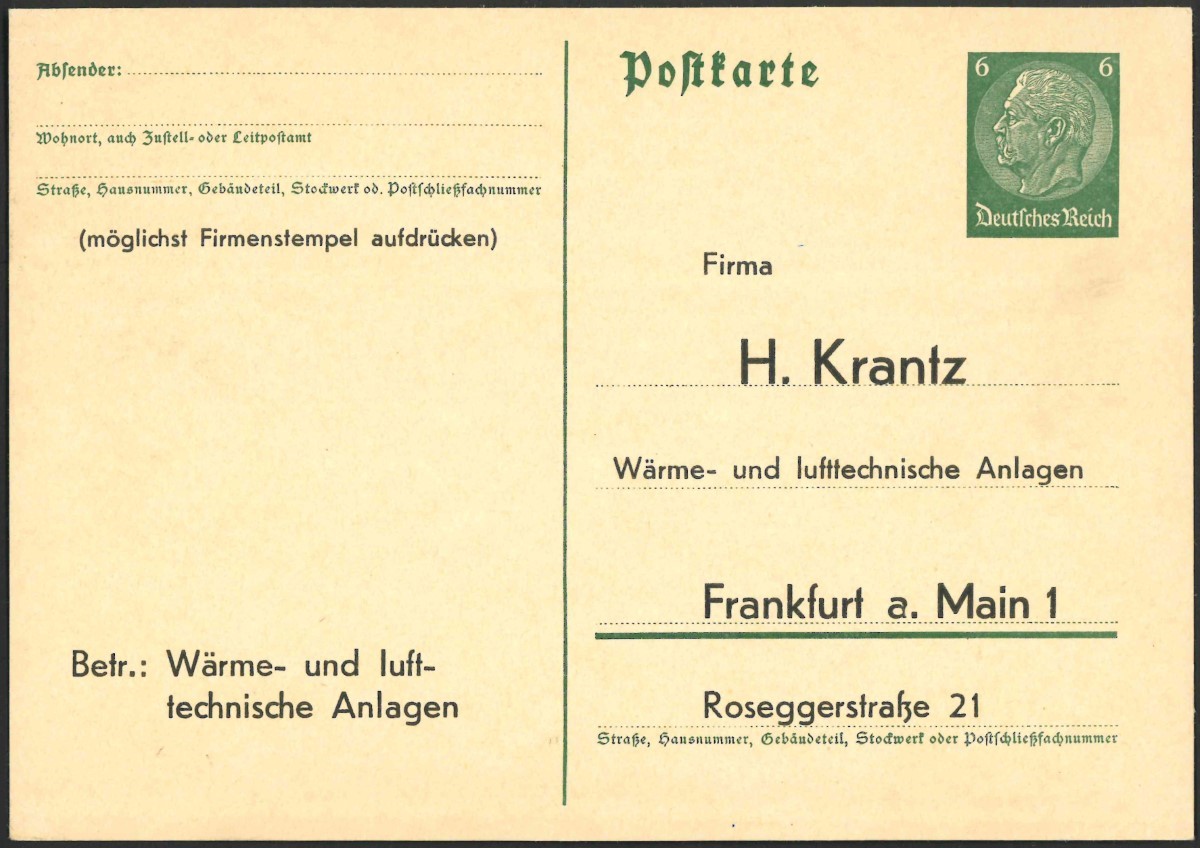 Absender:
Wohnort, auch Zustell- oder Leitpostamt
Straße, Hausnummer, Gebäudeteil, Stockwerk od. Postschließfachnummer
(möglichst Firmenstempel aufdrücken)
Betr.: Wärme- und luft-
technische Anlagen
Postkarte
6 6
Deutsches Reich
Firma
H. Krantz
Wärme- und lufttechnische Anlagen
Frankfurt a. Main 1
Roseggerstraße 21
Straße, Hausnummer, Gebäudeteil, Stockwerk oder Postschließfachnummer